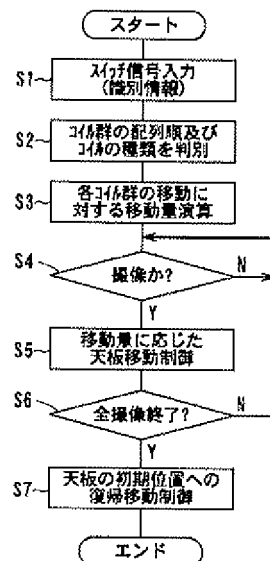 スタート
S1
スイッチ信号入力
(識別情報)
S2
コイル群の配列順及び
コイルの種類を判別
S3
各コイル群の移動に
対する移動量演算
S4
撮像か?
N
Y
S5
移動量に応じた
天板移動制御
S6
全撮像終了?
N
Y
S7
天板の初期位置への
復帰移動制御
エンド